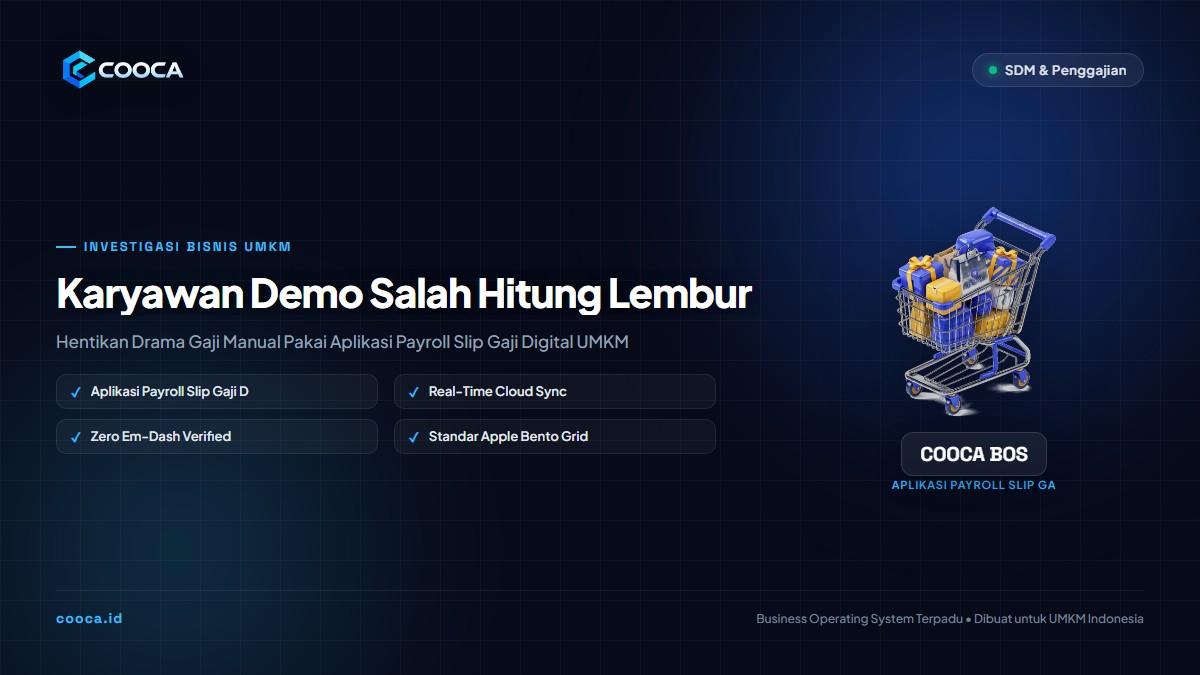 COOCA
SDM & Penggajian
INVESTIGASI BISNIS UMKM
Karyawan Demo Salah Hitung Lembur
Hentikan Drama Gaji Manual Pakai Aplikasi Payroll Slip Gaji Digital UMKM
✓ Aplikasi Payroll Slip Gaji D
✓ Real-Time Cloud Sync
✓ Zero Em-Dash Verified
✓ Standar Apple Bento Grid
COOCA BOS
APLIKASI PAYROLL SLIP GA
cooca.id
Business Operating System Terpadu • Dibuat untuk UMKM Indonesia